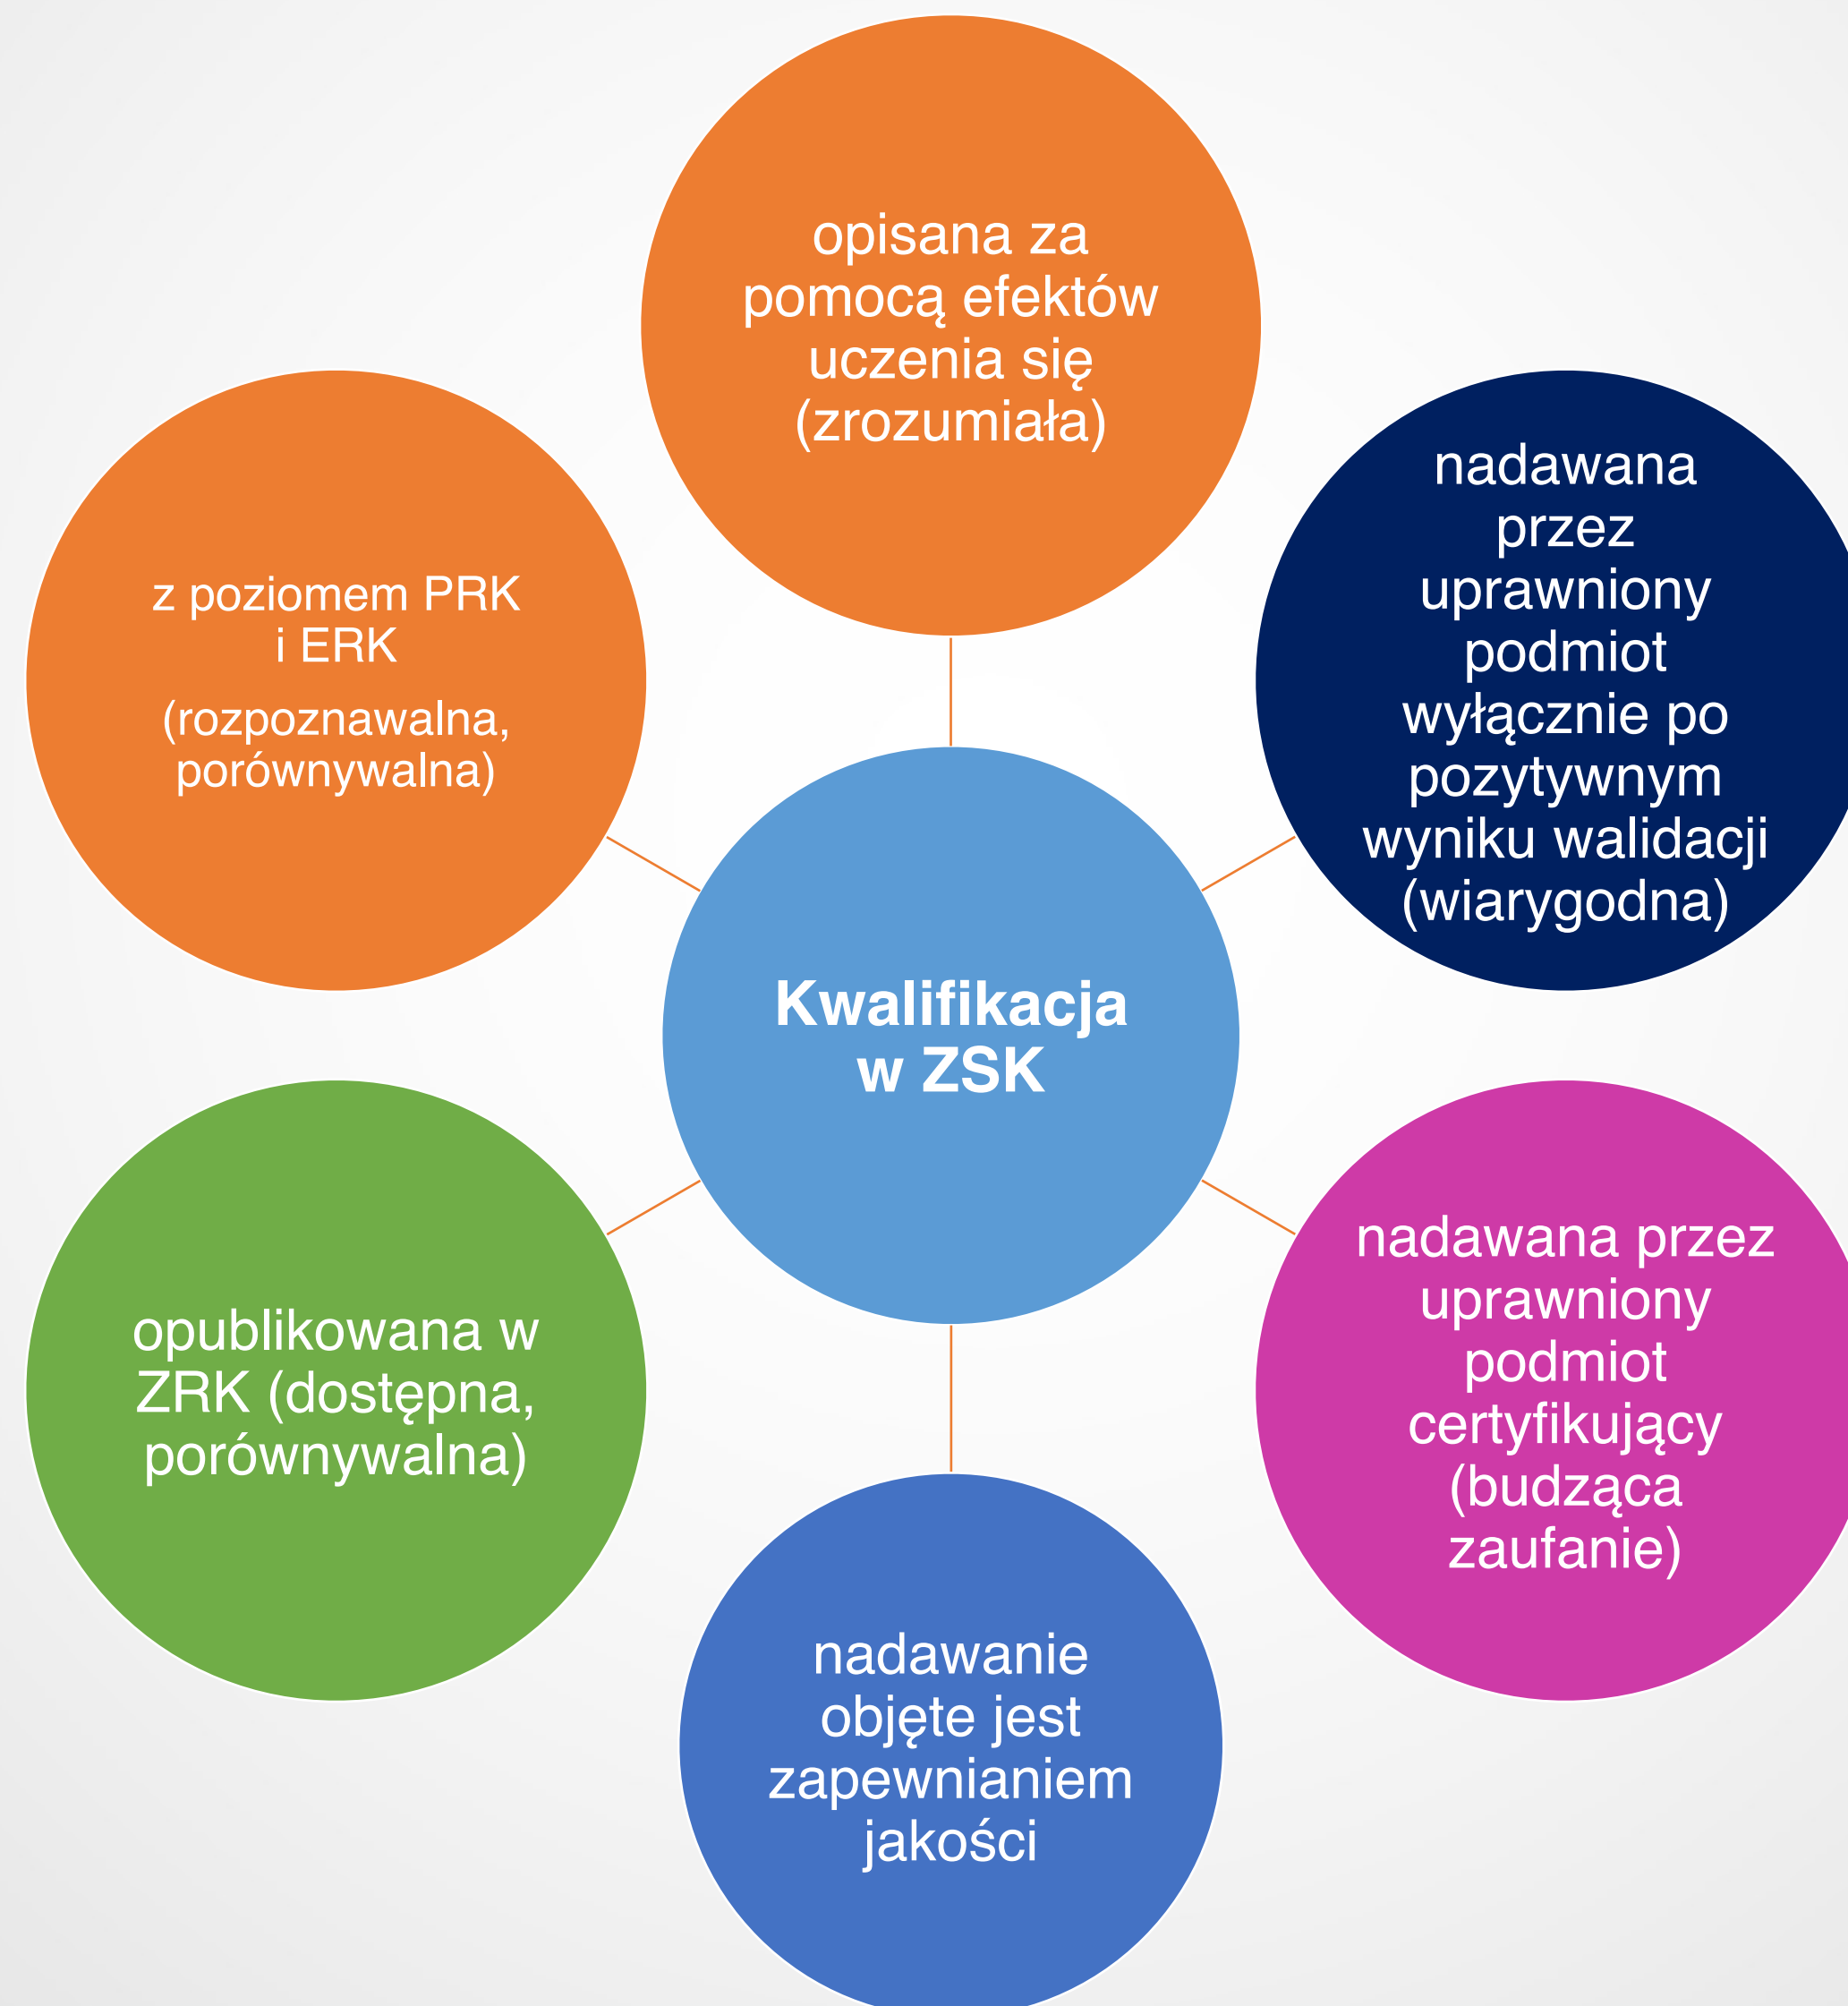 opisana za
pomocą efektów
uczenia się
(zrozumiała)
nadawana
przez
uprawniony
podmiot
wyłącznie po
pozytywnym
wyniku walidacji
(wiarygodna)
nadawana przez
uprawniony
podmiot
certyfikujący
(budząca
zaufanie)
nadawanie
objęte jest
zapewnianiem
jakości
opublikowana w
ZRK (dostępna,
porównywalna)
z poziomem PRK
i ERK
(rozpoznawalna,
porównywalna)
Kwalifikacja
w ZSK